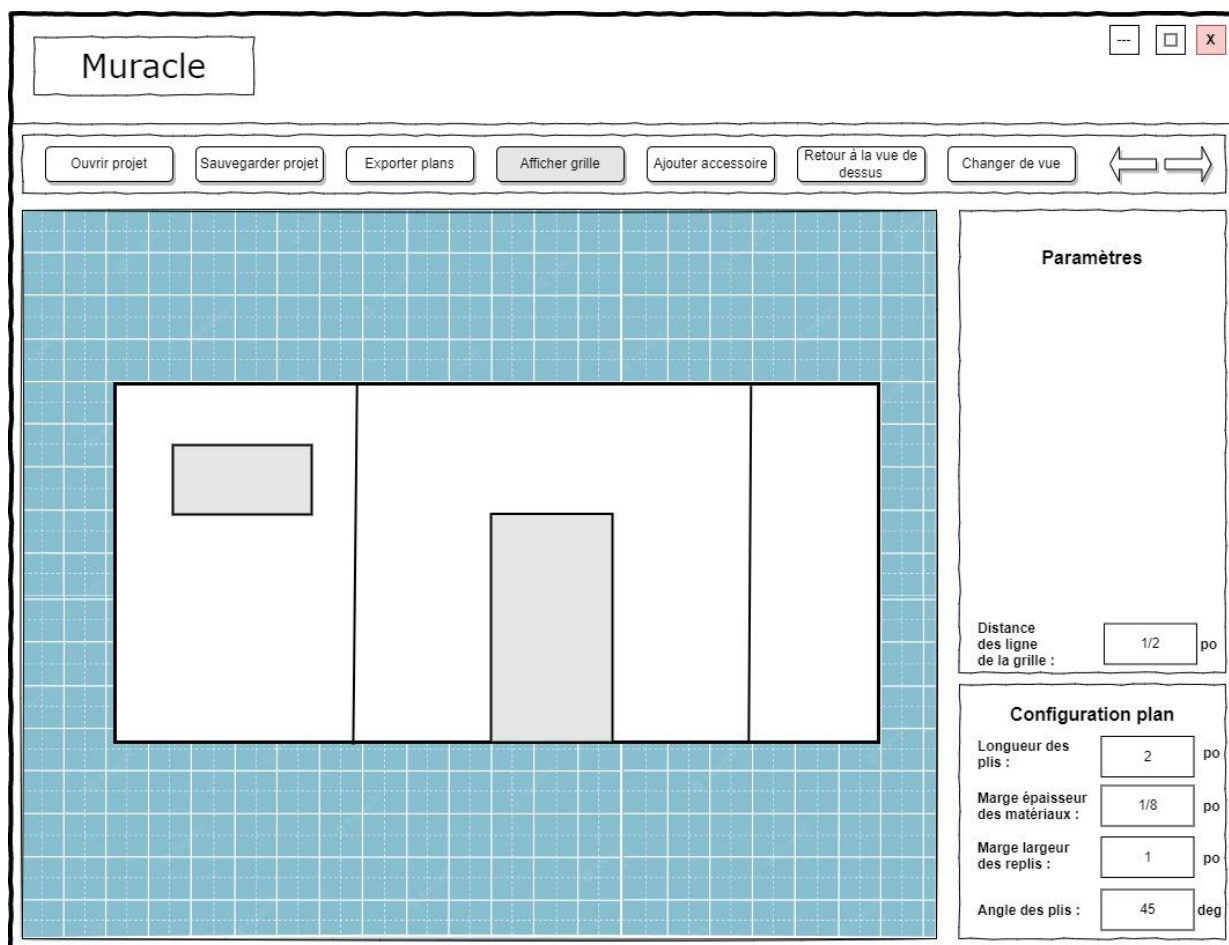 Muracle
---
X
Ouvrir projet
Sauvegarder projet
Exporter plans
Afficher grille
Ajouter accessoire
Retour à la vue de
dessus
Changer de vue
Paramètres
Distance
des ligne
de la grille :
1/2
po
Configuration plan
Longueur des
plis :
2
po
Marge épaisseur
des matériaux :
1/8
po
Marge largeur
des replis :
1
po
Angle des plis :
45
deg